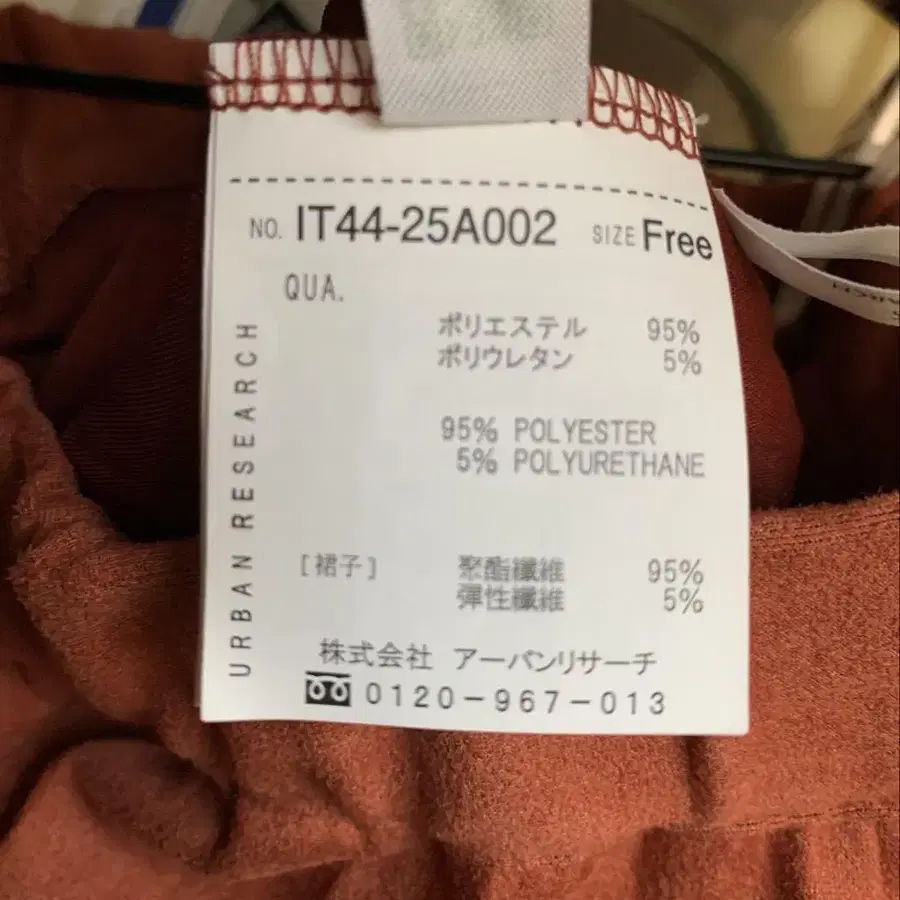 NO. IT44-25A002 SIZE Free
QUA.
ポリエステル 95%
ポリウレタン 5%
95% POLYESTER
5% POLYURETHANE
[裙子] 聚酯纖維 95%
彈性纖維 5%
株式会社 アーバンリサーチ
0120-967-013
URBAN RESEARCH